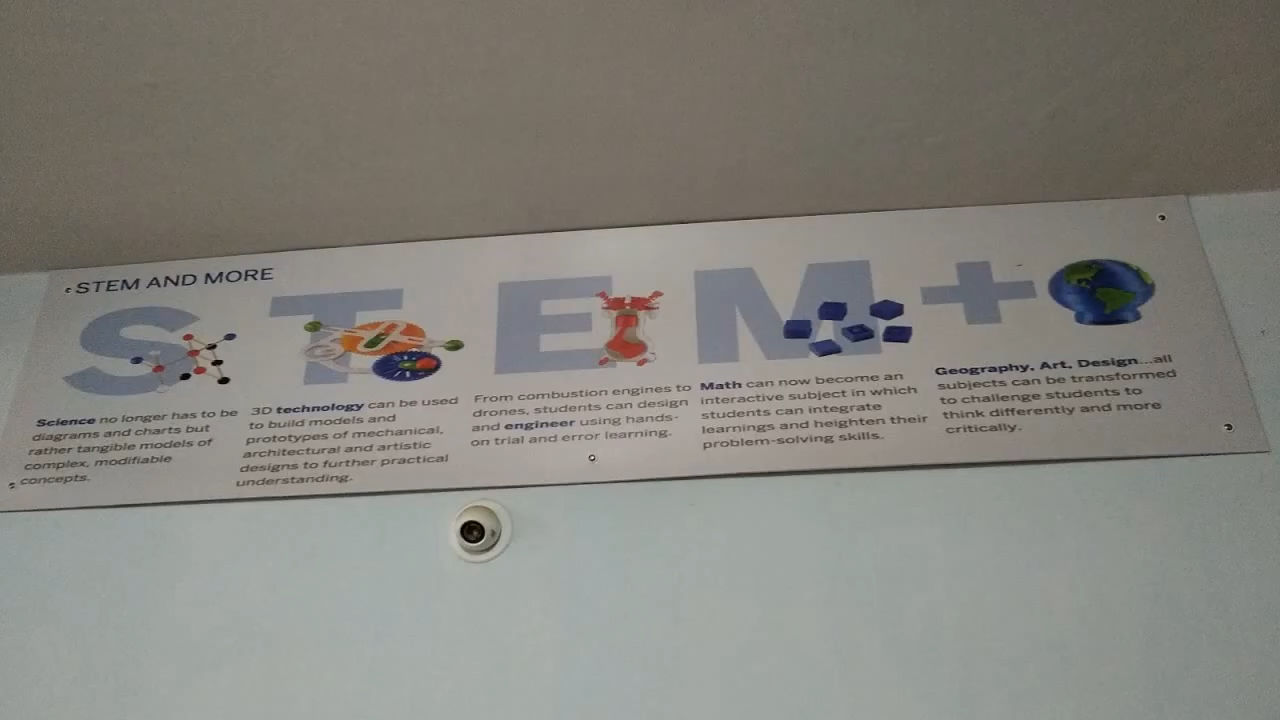 STEM AND MORE
STEM+
Science no longer has to be
diagrams and charts but
rather tangible models of
complex, modifiable
concepts.
3D technology can be used
to build models and
prototypes of mechanical,
architectural and artistic
designs to further practical
understanding.
From combustion engines to
drones, students can design
and engineer using hands-
on trial and error learning.
Math can now become an
interactive subject in which
students can integrate
learnings and heighten their
problem-solving skills.
Geography, Art, Design...all
subjects can be transformed
to challenge students to
think differently and more
critically.